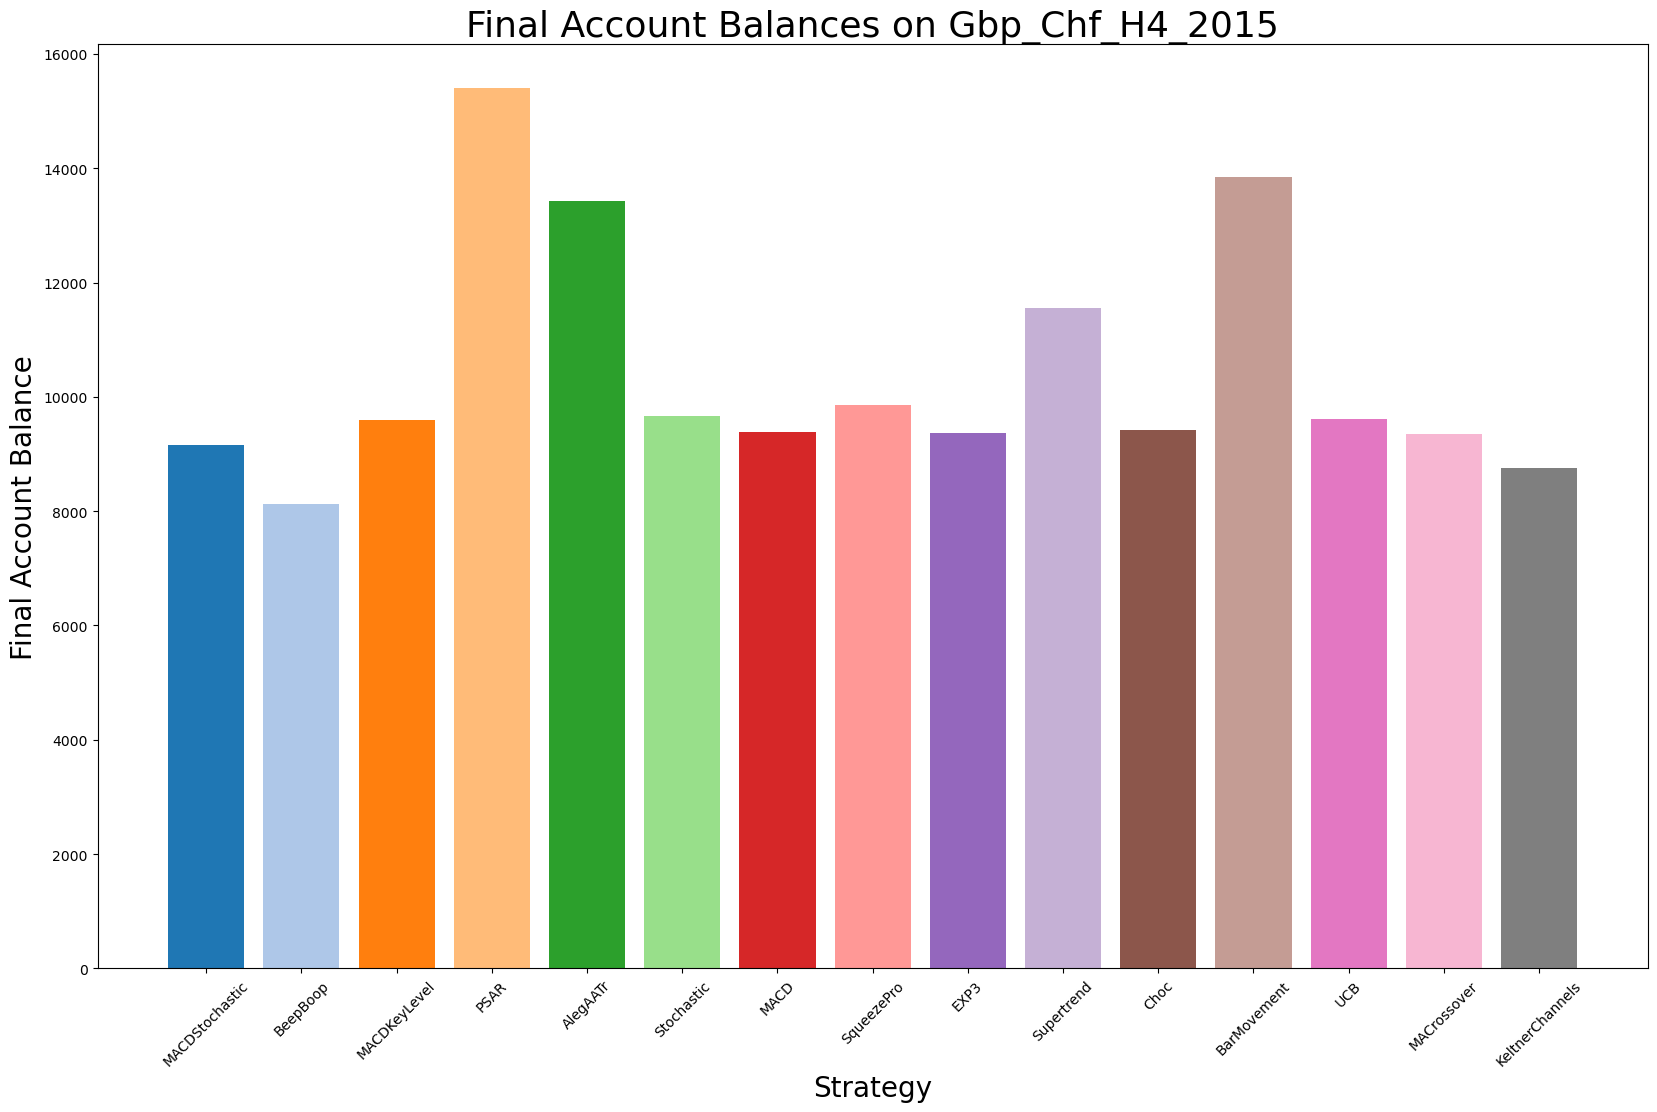 Final Account Balances on Gbp_Chf_H4_2015
Final Account Balance
16000
14000
12000
10000
8000
6000
4000
2000
0
MACDStochastic
BeepBoop
MACDKeyLevel
PSAR
AlegAATr
Stochastic
MACD
SqueezePro
EXP3
Supertrend
Choc
BarMovement
UCB
MACrossover
KeltnerChannels
Strategy